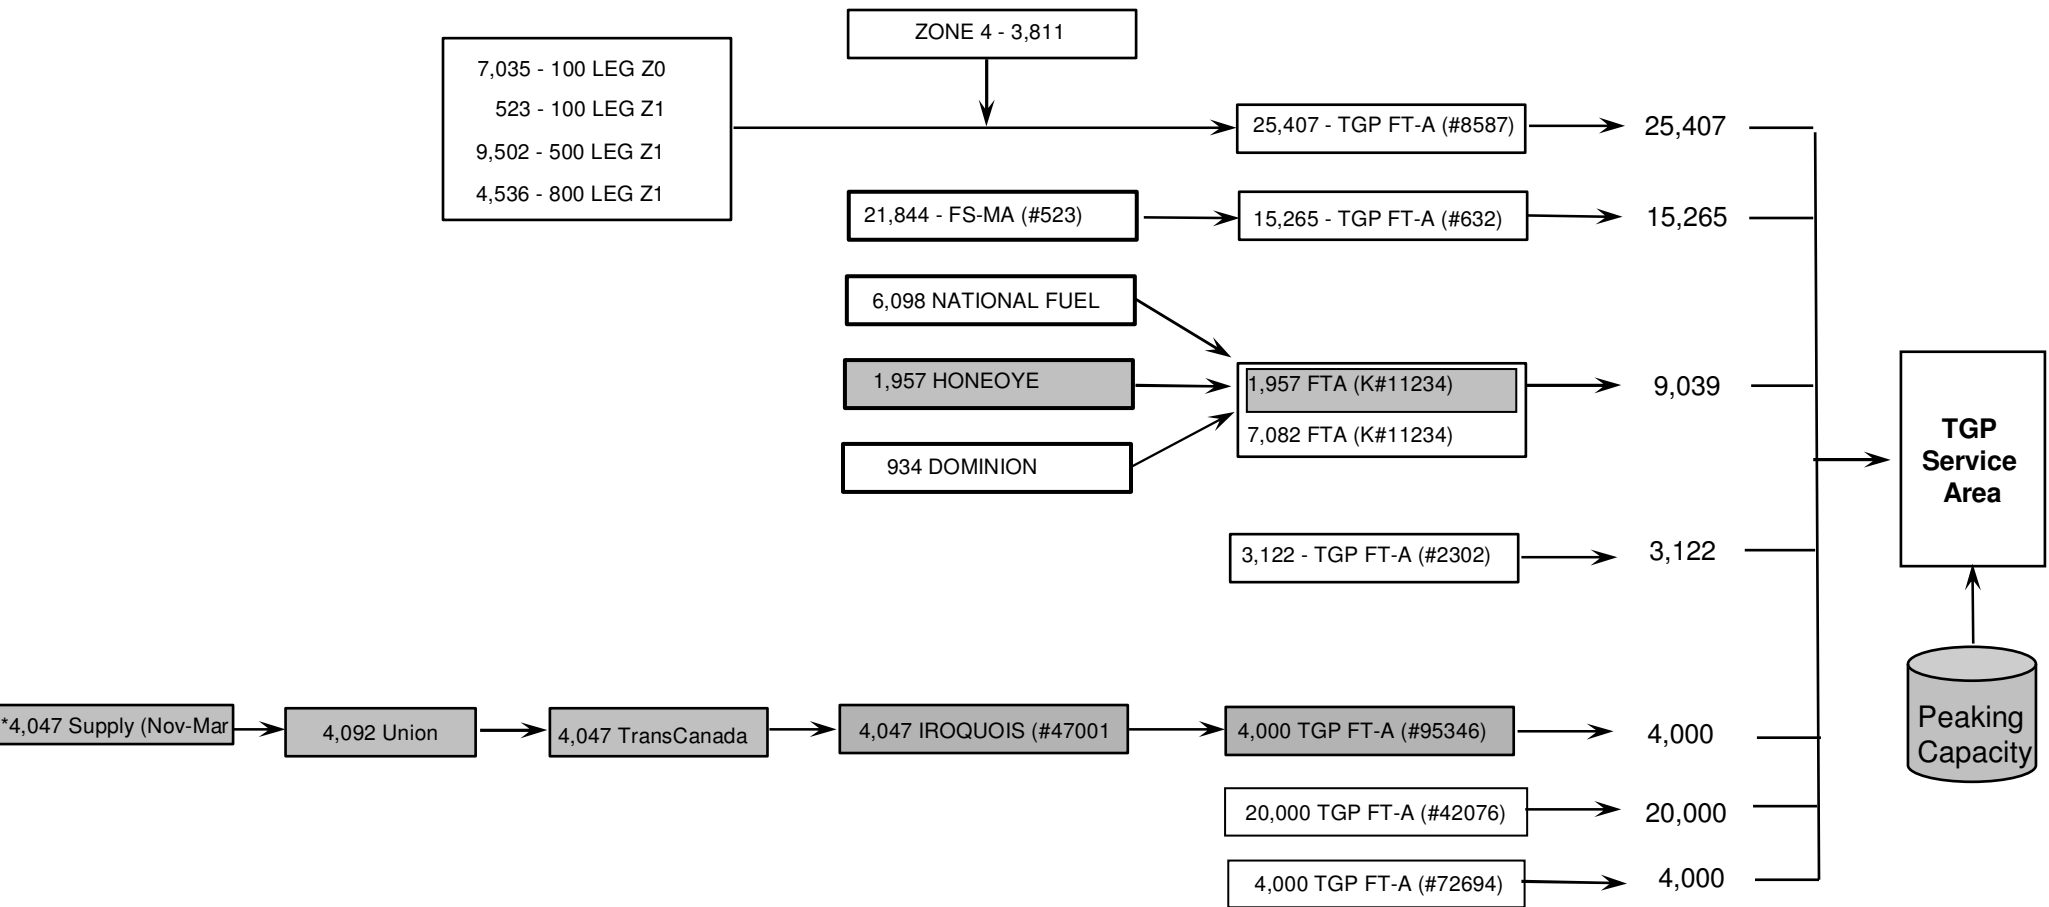 ZONE 4 - 3,811
7,035 - 100 LEG Z0
523 - 100 LEG Z1
9,502 - 500 LEG Z1
4,536 - 800 LEG Z1
25,407 - TGP FT-A (#8587)
25,407
21,844 - FS-MA (#523)
15,265 - TGP FT-A (#632)
15,265
6,098 NATIONAL FUEL
1,957 HONEOYE
934 DOMINION
1,957 FTA (K#11234)
7,082 FTA (K#11234)
9,039
TGP
Service
Area
3,122 - TGP FT-A (#2302)
3,122
*4,047 Supply (Nov-Mar
4,092 Union
4,047 TransCanada
4,047 IROQUOIS (#47001
4,000 TGP FT-A (#95346)
4,000
Peaking
Capacity
20,000 TGP FT-A (#42076)
20,000
4,000 TGP FT-A (#72694)
4,000